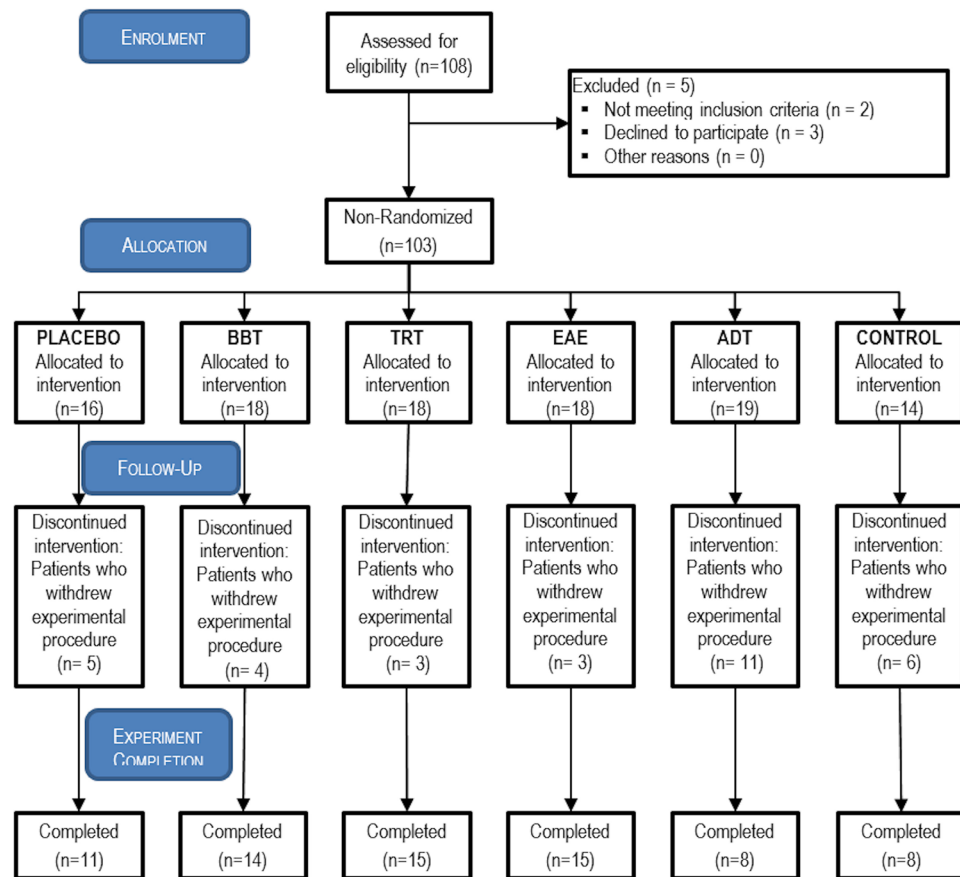 ENROLMENT
Assessed for
eligibility (n=108)
Excluded (n = 5)
▪ Not meeting inclusion criteria (n = 2)
▪ Declined to participate (n = 3)
▪ Other reasons (n = 0)
Non-Randomized
(n=103)
ALLOCATION
PLACEBO
Allocated to
intervention
(n=16)
BBT
Allocated to
intervention
(n=18)
TRT
Allocated to
intervention
(n=18)
EAE
Allocated to
intervention
(n=18)
ADT
Allocated to
intervention
(n=19)
CONTROL
Allocated to
intervention
(n=14)
FOLLOW-UP
Discontinued
intervention:
Patients who
withdrew
experimental
procedure
(n= 5)
Discontinued
intervention:
Patients who
withdrew
experimental
procedure
(n= 4)
Discontinued
intervention:
Patients who
withdrew
experimental
procedure
(n= 3)
Discontinued
intervention:
Patients who
withdrew
experimental
procedure
(n= 3)
Discontinued
intervention:
Patients who
withdrew
experimental
procedure
(n= 11)
Discontinued
intervention:
Patients who
withdrew
experimental
procedure
(n= 6)
EXPERIMENT
COMPLETION
Completed
(n=11)
Completed
(n=14)
Completed
(n=15)
Completed
(n=15)
Completed
(n=8)
Completed
(n=8)